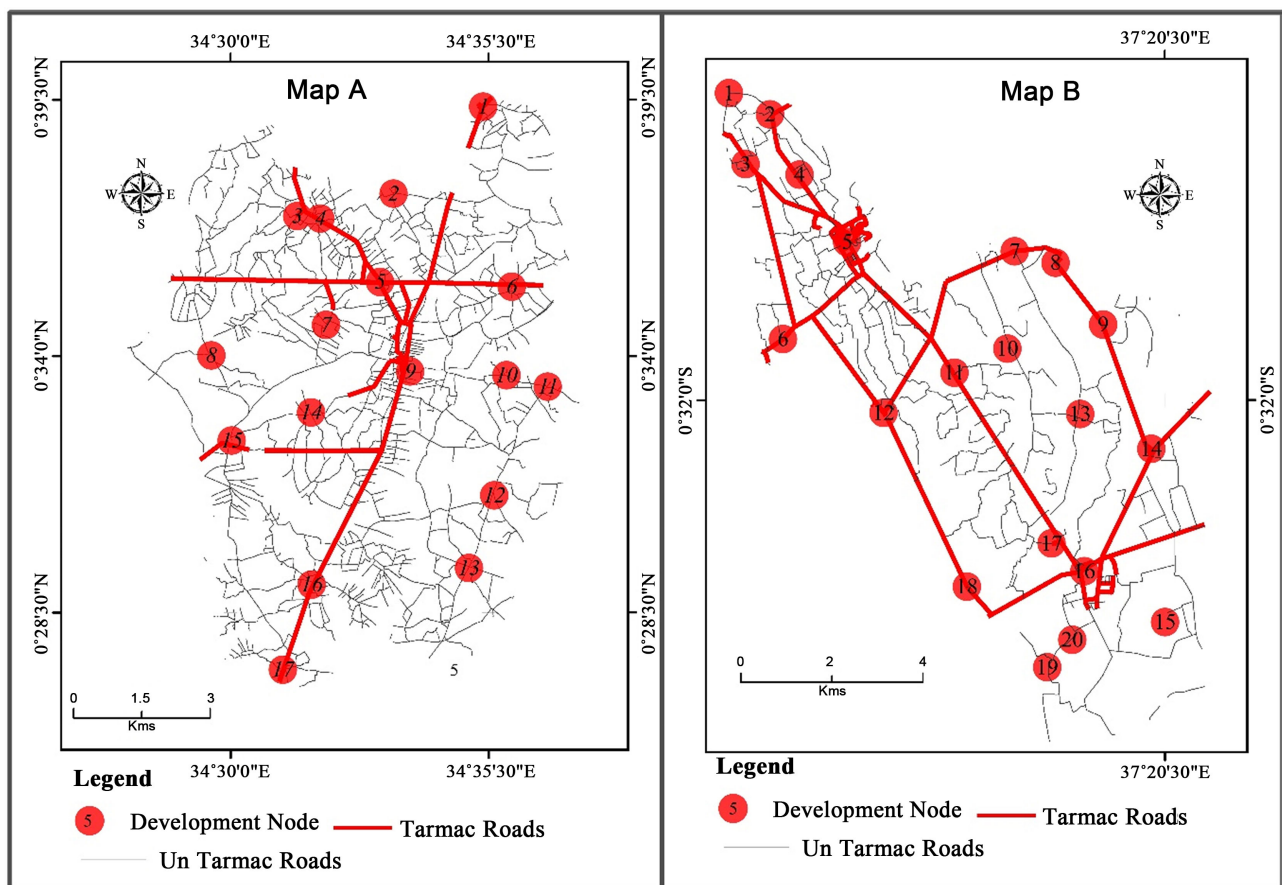 34°30'0"E 34°35'30"E
Map A
0°39'30"N 0°39'30"N
0°34'0"N 0°34'0"N
0°28'30"N 0°28'30"N
N
W E
S
1
2
3 4
5
6
7
8
9
10
11
14
15
12
13
16
17
5
0 1.5 3
Kms
34°30'0"E 34°35'30"E
Legend
5 Development Node Tarmac Roads
Un Tarmac Roads
37°20'30"E
Map B
N
W E
S
1
2
3
4
5
7
8
9
6
10
11
12
13
14
17
16
18
15
20
19
0°32'0"S 0°32'0"S
0 2 4
Kms
37°20'30"E
Legend
5 Development Node Tarmac Roads
Un Tarmac Roads